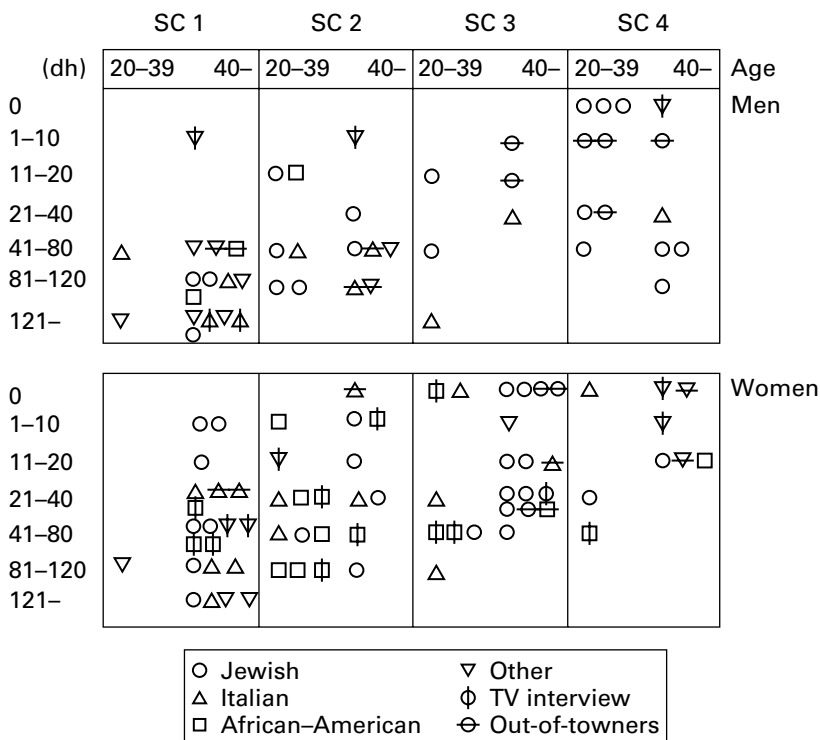 SC 1 SC 2 SC 3 SC 4
(dh) 20–39 40– 20–39 40– 20–39 40– 20–39 40– Age
0 Men
1–10
11–20
21–40
41–80
81–120
121–
0 Women
1–10
11–20
21–40
41–80
81–120
121–
Jewish Other
Italian TV interview
African–American Out-of-towners